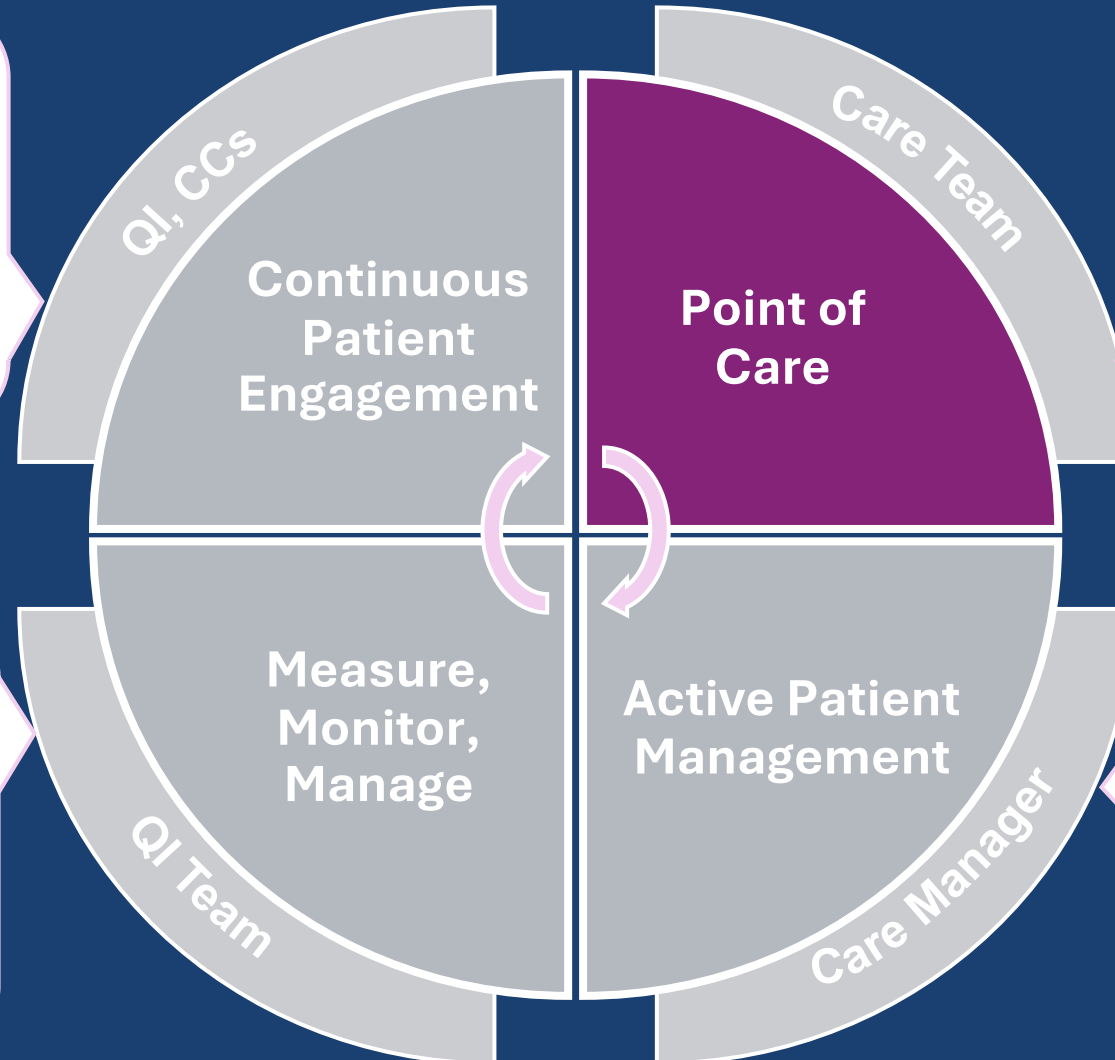 QI, CCs
Continuous
Patient
Engagement
Care Team
Point of
Care
Measure,
Monitor,
Manage
QI Team
Active Patient
Management
Care Manager